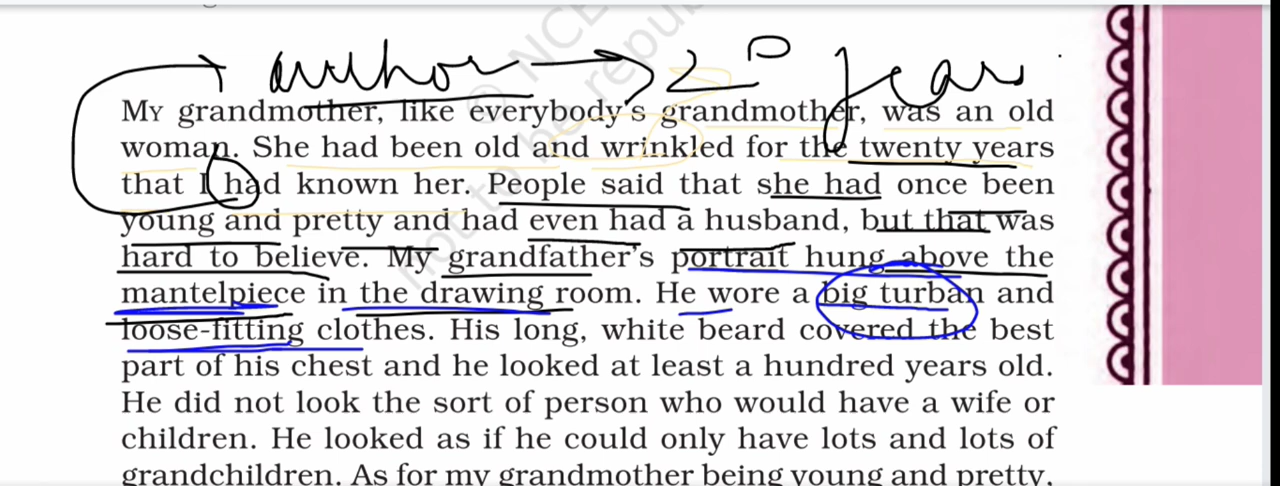 author → 20 years
My grandmother, like everybody's grandmother, was an old
woman. She had been old and wrinkled for the twenty years
that I had known her. People said that she had once been
young and pretty and had even had a husband, but that was
hard to believe. My grandfather's portrait hung above the
mantelpiece in the drawing room. He wore a big turban and
loose-fitting clothes. His long, white beard covered the best
part of his chest and he looked at least a hundred years old.
He did not look the sort of person who would have a wife or
children. He looked as if he could only have lots and lots of
grandchildren. As for my grandmother being young and pretty,